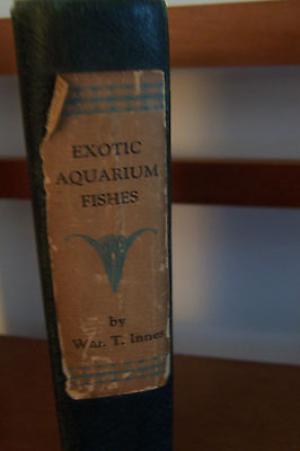 EXOTIC
AQUARIUM
FISHES
by
Wm. T. Innes